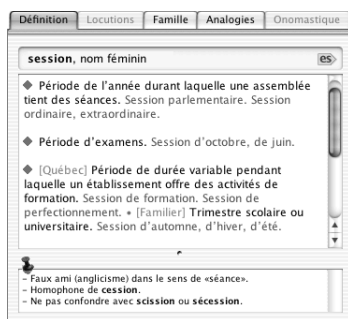 Définition Locutions Famille Analogies Onomastique
session, nom féminin es
◆ Période de l'année durant laquelle une assemblée
tient des séances. Session parlementaire. Session
ordinaire, extraordinaire.
◆ Période d'examens. Session d'octobre, de juin.
◆ [Québec] Période de durée variable pendant
laquelle un établissement offre des activités de
formation. Session de formation. Session de
perfectionnement. • [Familier] Trimestre scolaire ou
universitaire. Session d'automne, d'hiver, d'été.
– Faux ami (anglicisme) dans le sens de «séance».
– Homophone de cession.
– Ne pas confondre avec scission ou sécession.